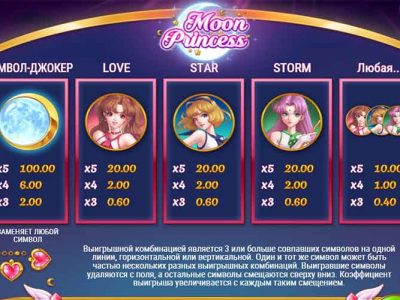 Moon
Princess
МВОЛ-ДЖОКЕР LOVE STAR STORM Любая...
x5 100.00 x5 20.00 x5 20.00 x5 20.00 x5 10.00
x4 6.00 x4 2.00 x4 2.00 x4 2.00 x4 1.00
x3 2.00 x3 0.60 x3 0.60 x3 0.60 x3 0.40
ЗАМЕНЯЕТ ЛЮБОЙ
СИМВОЛ
Выигрышной комбинацией является 3 или больше совпавших символов на одной
линии, горизонтальной или вертикальной. Один и тот же символ может быть
частью нескольких разных выигрышных комбинаций. Выигравшие символы
удаляются с поля, а остальные символы смещаются сверху вниз. Коэффициент
выигрыша увеличивается с каждым таким смещением.